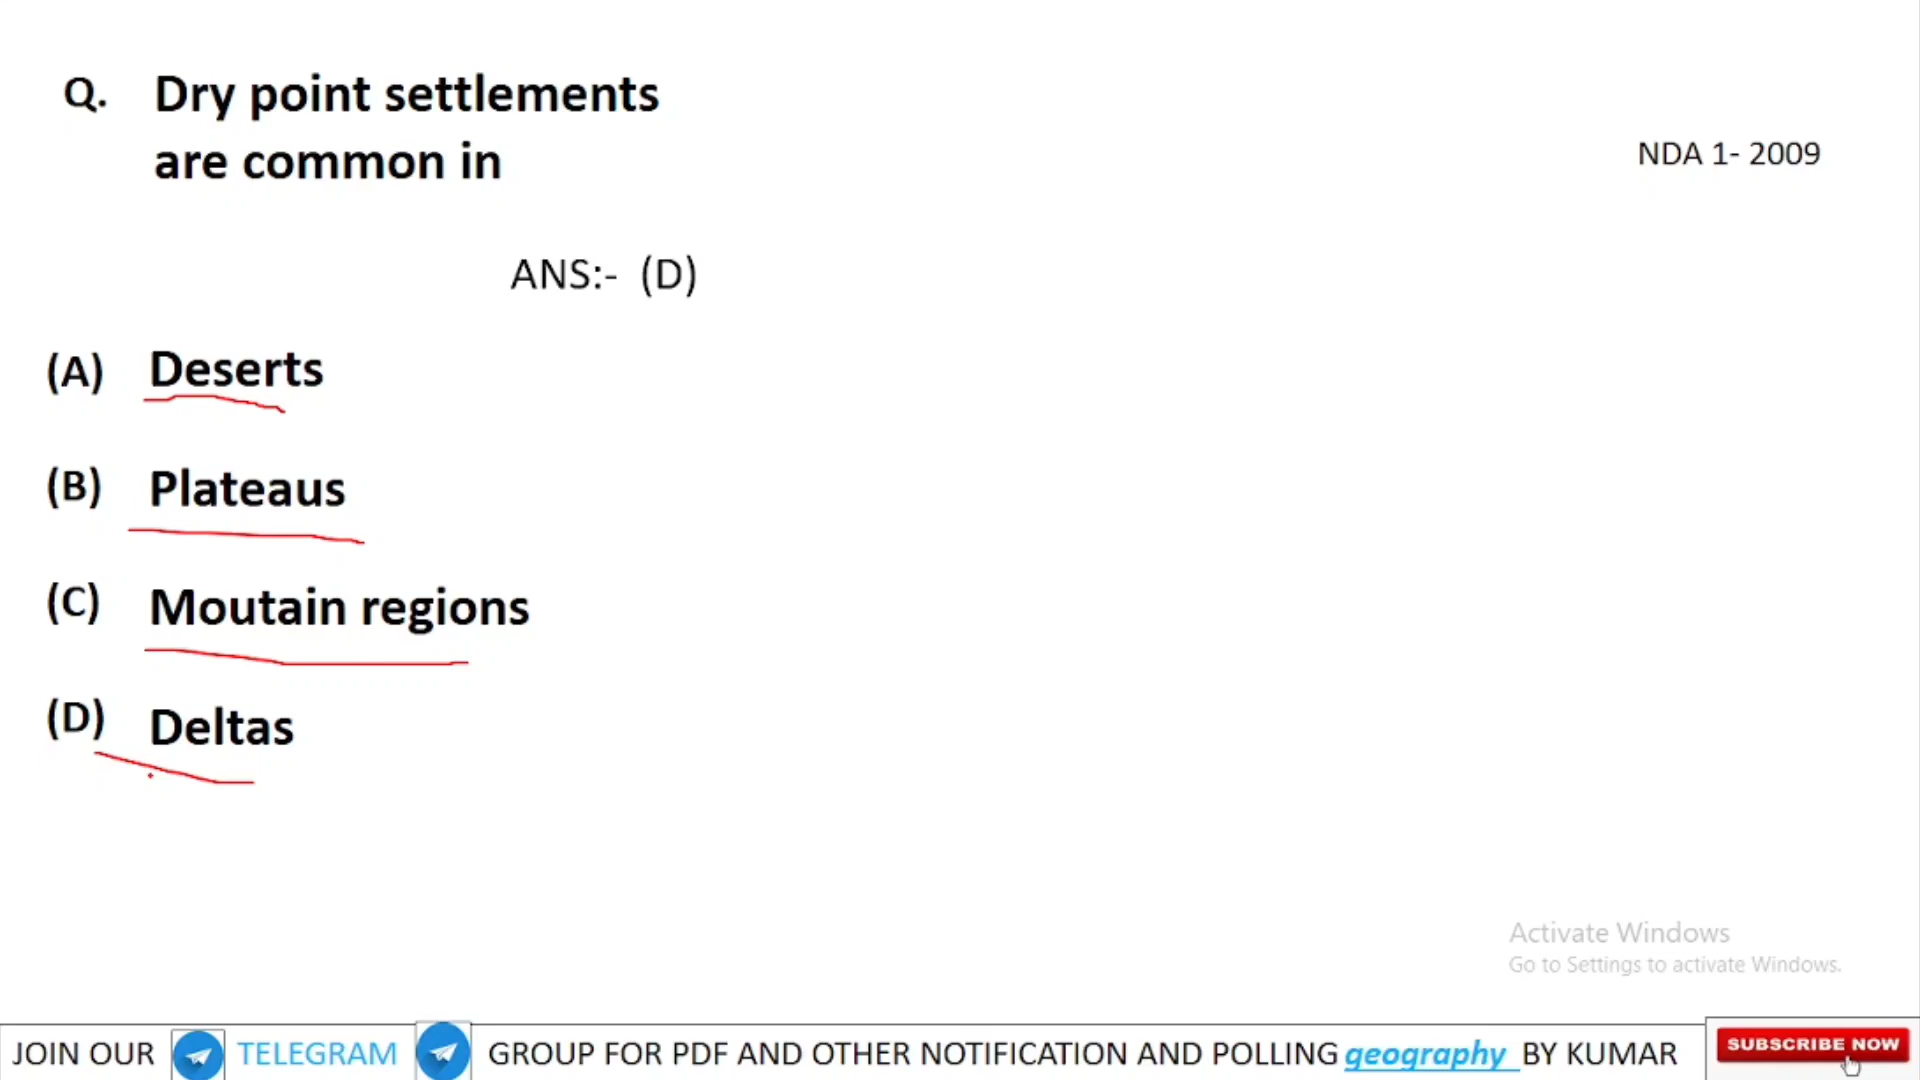 Q. Dry point settlements
are common in
NDA 1- 2009
ANS:- (D)
(A) Deserts
(B) Plateaus
(C) Moutain regions
(D) Deltas
Activate Windows
Go to Settings to activate Windows.
JOIN OUR TELEGRAM GROUP FOR PDF AND OTHER NOTIFICATION AND POLLING geography BY KUMAR SUBSCRIBE NOW